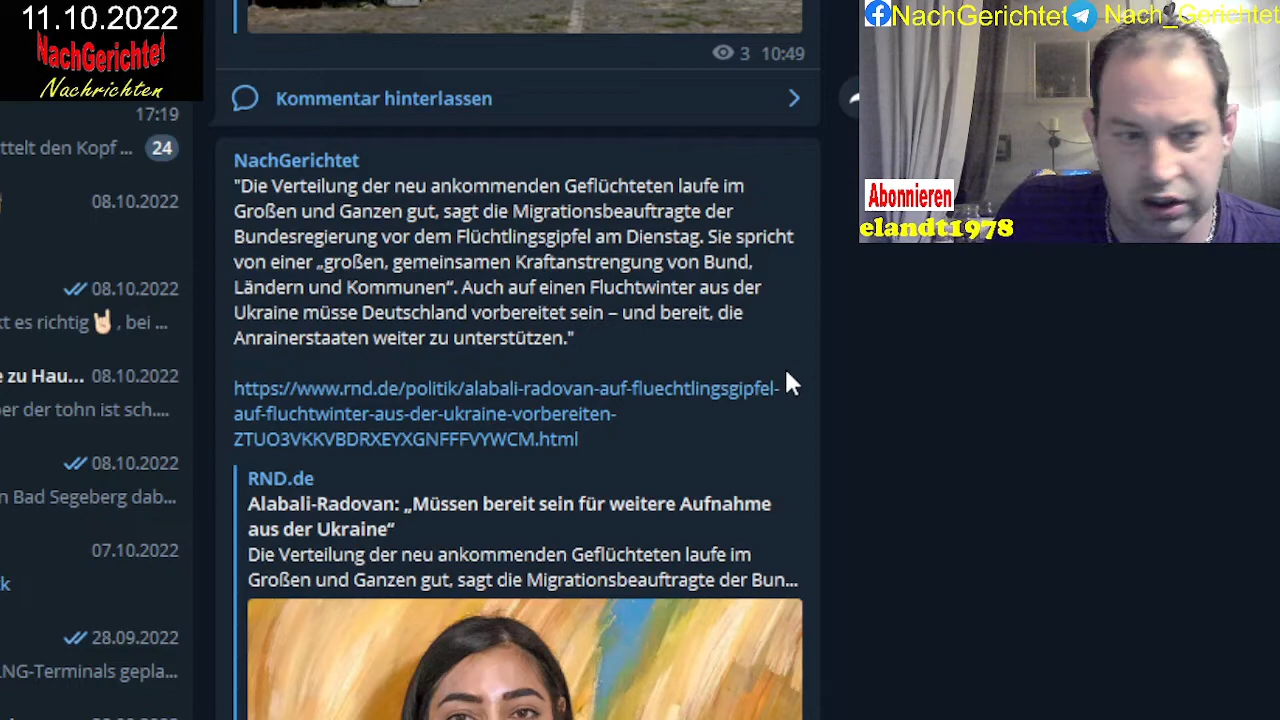 11.10.2022
NachGerichtet
Nachrichten
NachGerichtet
Nach_Gerichtet
Abonnieren
elandt1978
17:19
ttelt den Kopf ... 24
08.10.2022
08.10.2022
t es richtig🤘🏻, bei ...
e zu Hau... 08.10.2022
er der tohn ist sch....
08.10.2022
n Bad Segeberg dab...
07.10.2022
k
28.09.2022
LNG-Terminals gepla...
3 10:49
Kommentar hinterlassen
NachGerichtet
"Die Verteilung der neu ankommenden Geflüchteten laufe im
Großen und Ganzen gut, sagt die Migrationsbeauftragte der
Bundesregierung vor dem Flüchtlingsgipfel am Dienstag. Sie spricht
von einer „großen, gemeinsamen Kraftanstrengung von Bund,
Ländern und Kommunen“. Auch auf einen Fluchtwinter aus der
Ukraine müsse Deutschland vorbereitet sein – und bereit, die
Anrainerstaaten weiter zu unterstützen."
https://www.rnd.de/politik/alabali-radovan-auf-fluechtlingsgipfel-
auf-fluchtwinter-aus-der-ukraine-vorbereiten-
ZTUO3VKKVBDRXEYXGNFFFVYWCM.html
RND.de
Alabali-Radovan: „Müssen bereit sein für weitere Aufnahme
aus der Ukraine“
Die Verteilung der neu ankommenden Geflüchteten laufe im
Großen und Ganzen gut, sagt die Migrationsbeauftragte der Bun...